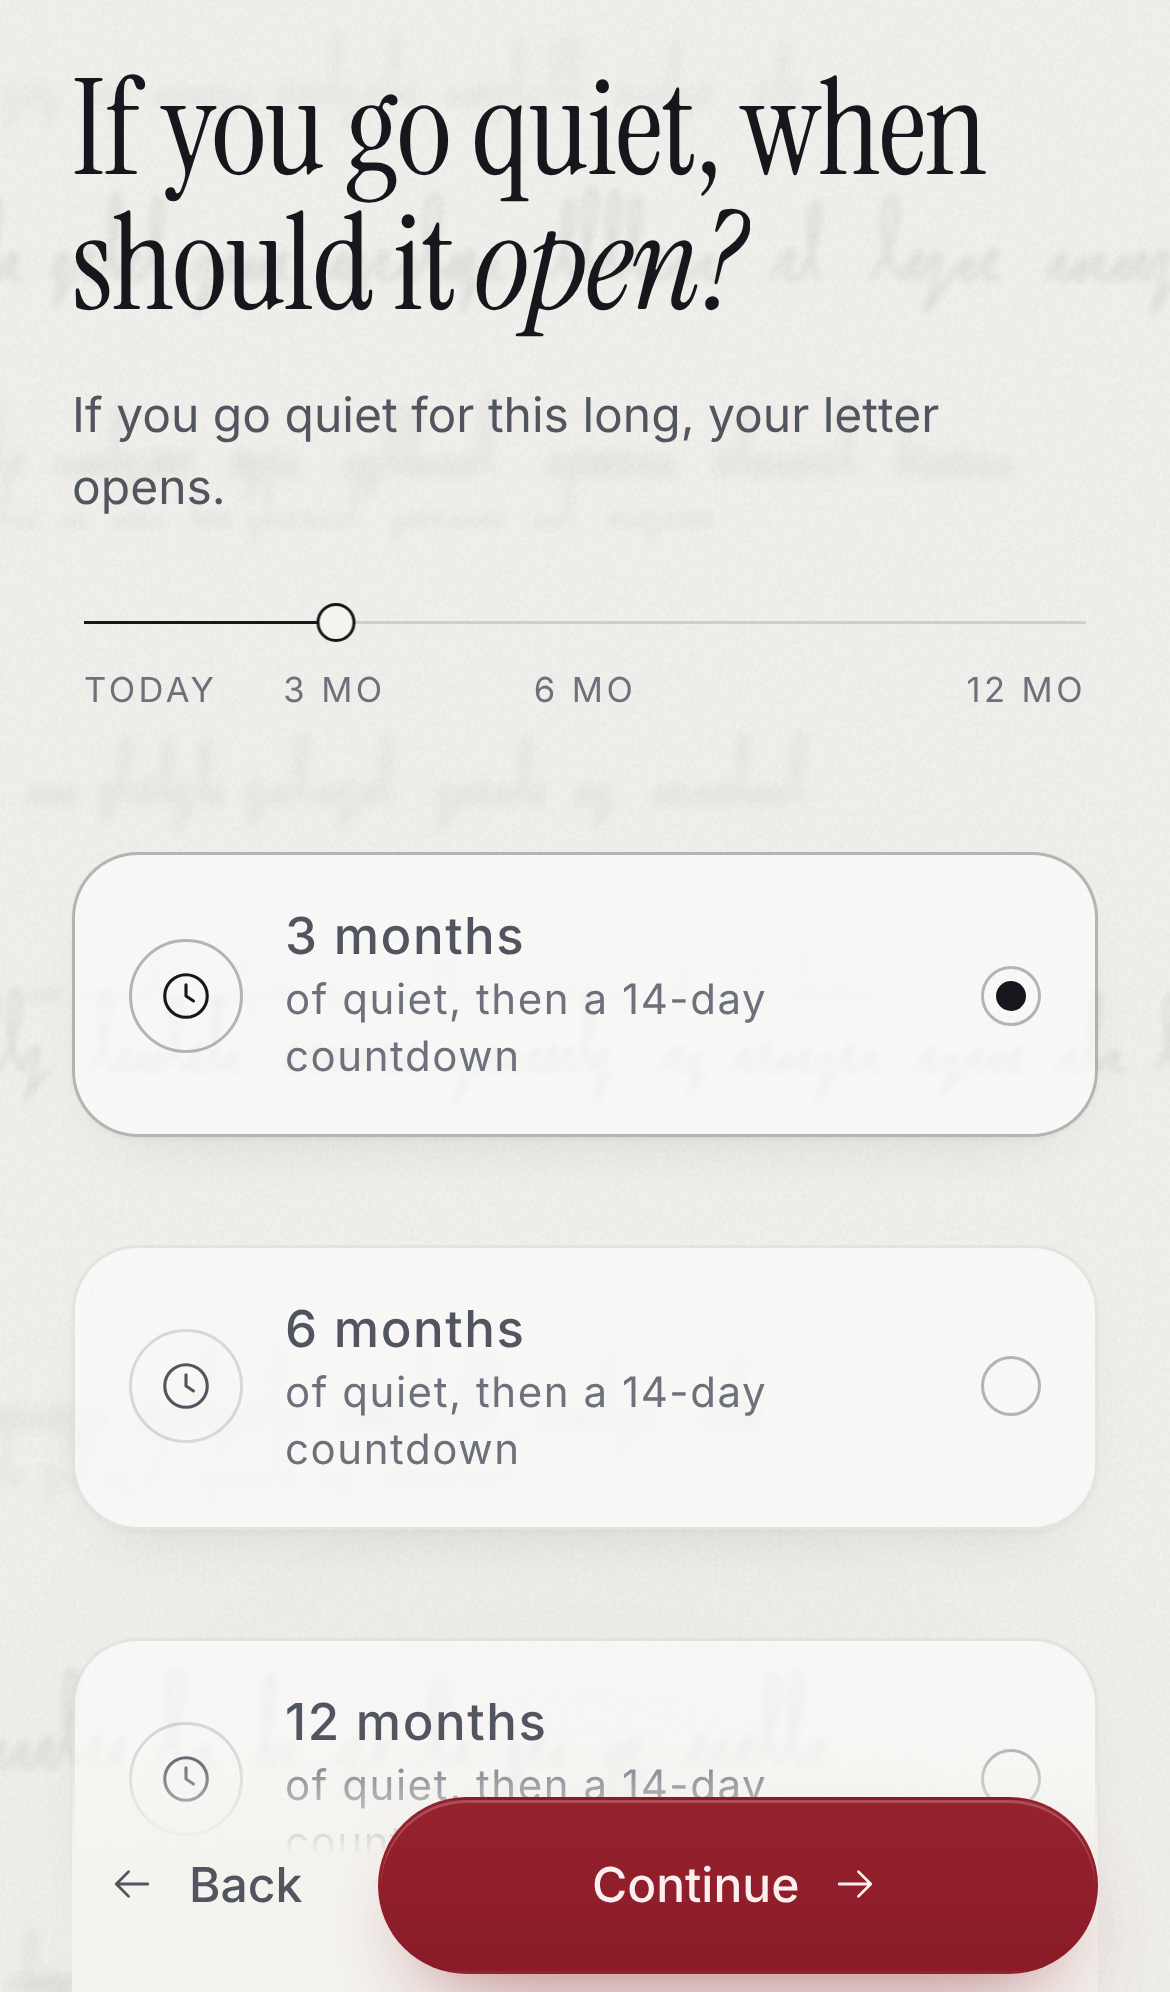 If you go quiet, when
should it open?
If you go quiet for this long, your letter
opens.
TODAY 3 MO 6 MO 12 MO
3 months
of quiet, then a 14-day
countdown
6 months
of quiet, then a 14-day
countdown
12 months
of quiet, then a 14-day
← Back
Continue →